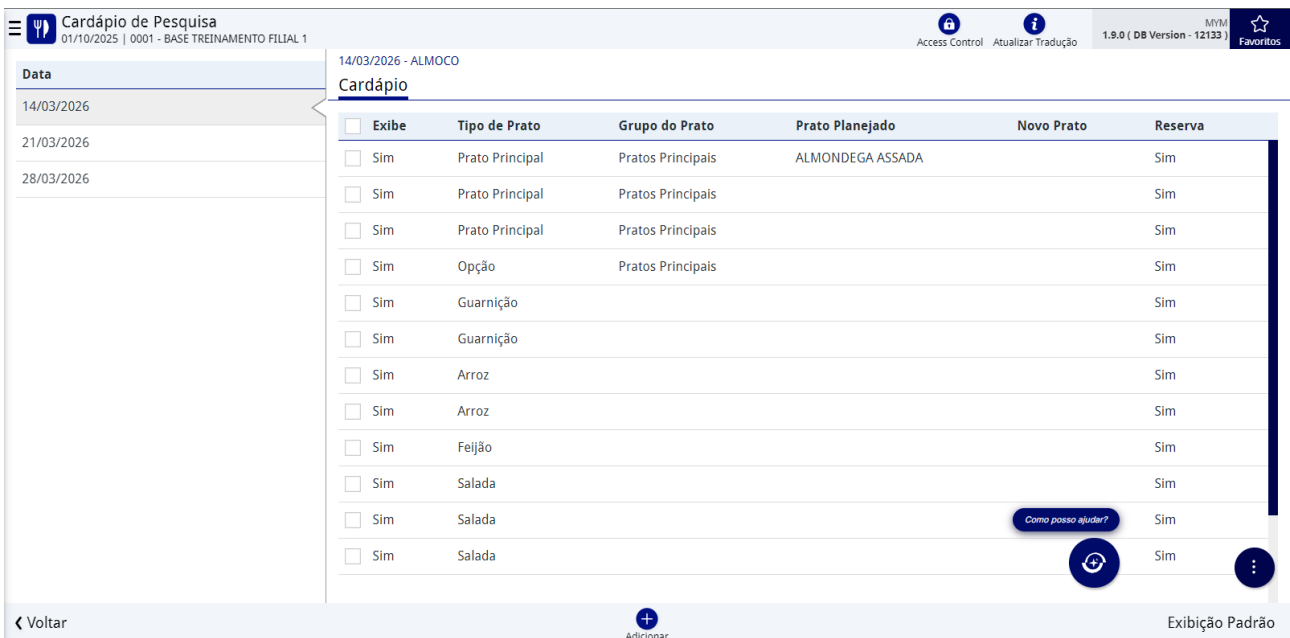 Cardápio de Pesquisa
01/10/2025 | 0001 - BASE TREINAMENTO FILIAL 1
Access Control
Atualizar Tradução
MYM
1.9.0 ( DB Version - 12133 )
Favoritos
Data
14/03/2026
21/03/2026
28/03/2026
14/03/2026 - ALMOCO
Cardápio
Exibe Tipo de Prato Grupo do Prato Prato Planejado Novo Prato Reserva
Sim Prato Principal Pratos Principais ALMONDEGA ASSADA Sim
Sim Prato Principal Pratos Principais Sim
Sim Prato Principal Pratos Principais Sim
Sim Opção Pratos Principais Sim
Sim Guarnição Sim
Sim Guarnição Sim
Sim Arroz Sim
Sim Arroz Sim
Sim Feijão Sim
Sim Salada Sim
Sim Salada Sim
Sim Salada Sim
Como posso ajudar?
Voltar
Adicionar
Exibição Padrão